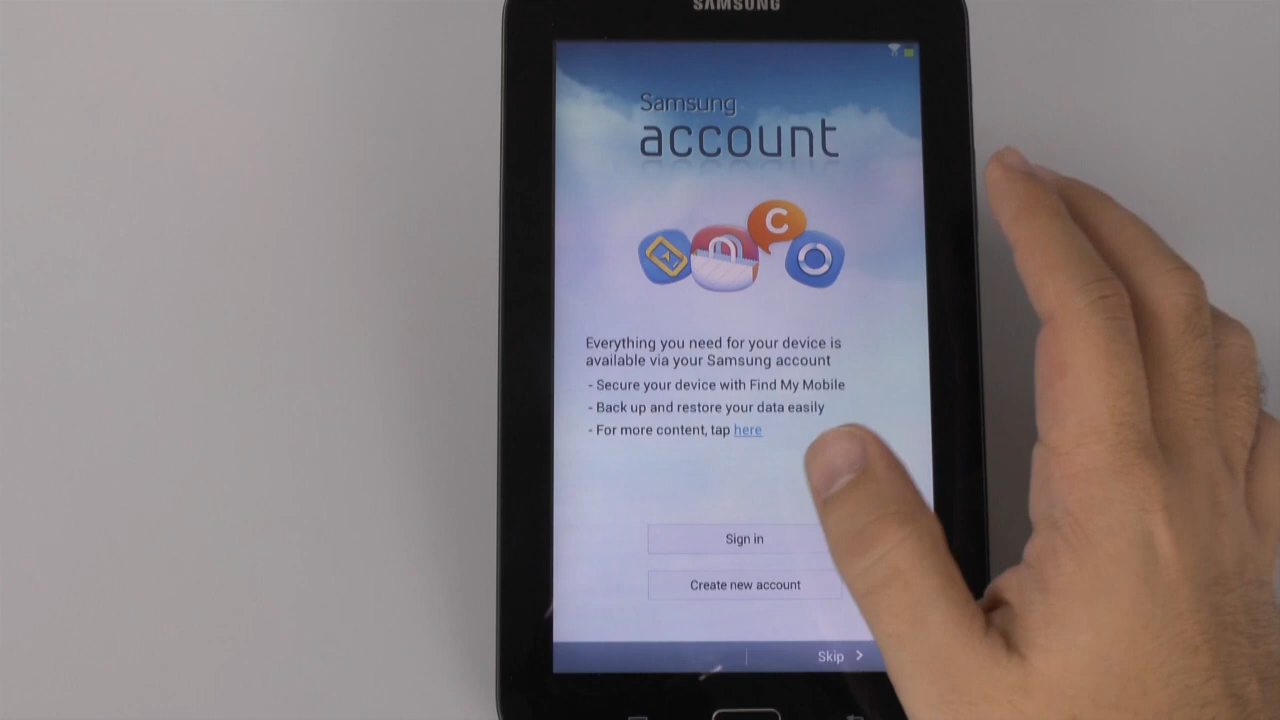 SAMSUNG
Samsung
account
C
Everything you need for your device is
available via your Samsung account
- Secure your device with Find My Mobile
- Back up and restore your data easily
- For more content, tap here
Sign in
Create new account
Skip >